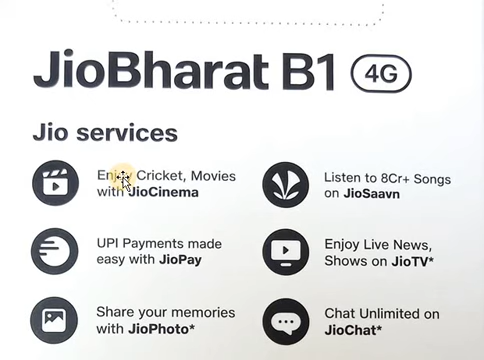 JioBharat B1 4G
Jio services
Enjoy Cricket, Movies
with JioCinema
Listen to 8Cr+ Songs
on JioSaavn
UPI Payments made
easy with JioPay
Enjoy Live News,
Shows on JioTV*
Share your memories
with JioPhoto*
Chat Unlimited on
JioChat*